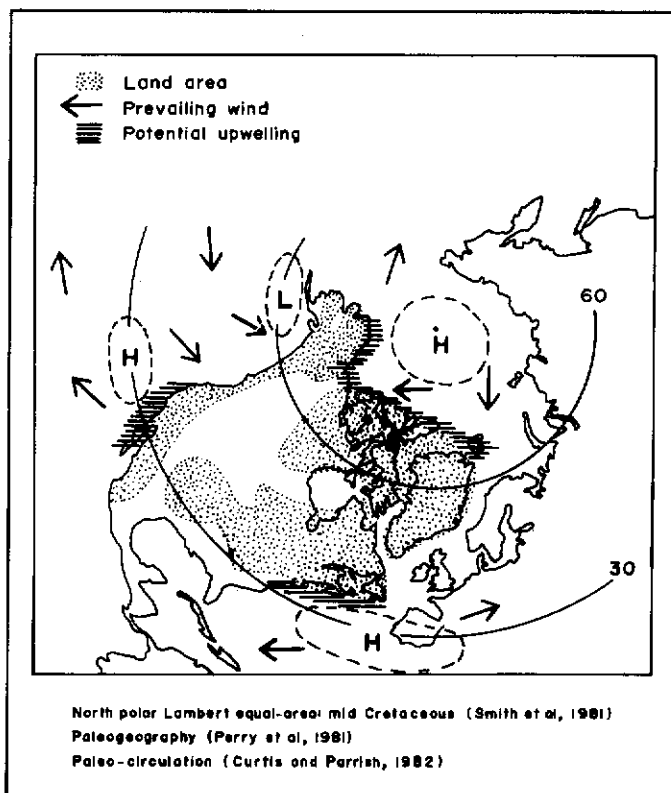 Land area
Prevailing wind
Potential upwelling
L
60
H
H
30
H
North polar Lambert equal-area: mid Cretaceous (Smith et al, 1981)
Paleogeography (Perry et al, 1981)
Paleo-circulation (Curtis and Parrish, 1982)